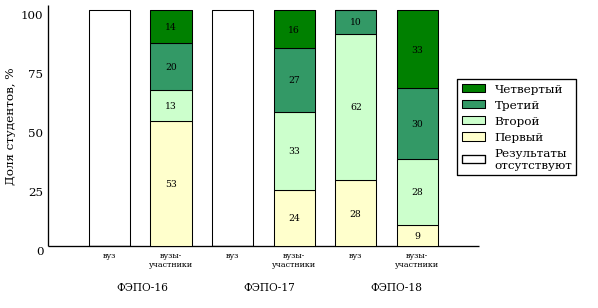 Доля студентов, %
100
75
50
25
0
14
20
13
53
16
27
33
24
10
62
28
33
30
28
9
вуз
вузы-
участники
вуз
вузы-
участники
вуз
вузы-
участники
ФЭПО-16
ФЭПО-17
ФЭПО-18
Четвертый
Третий
Второй
Первый
Результаты
отсутствуют